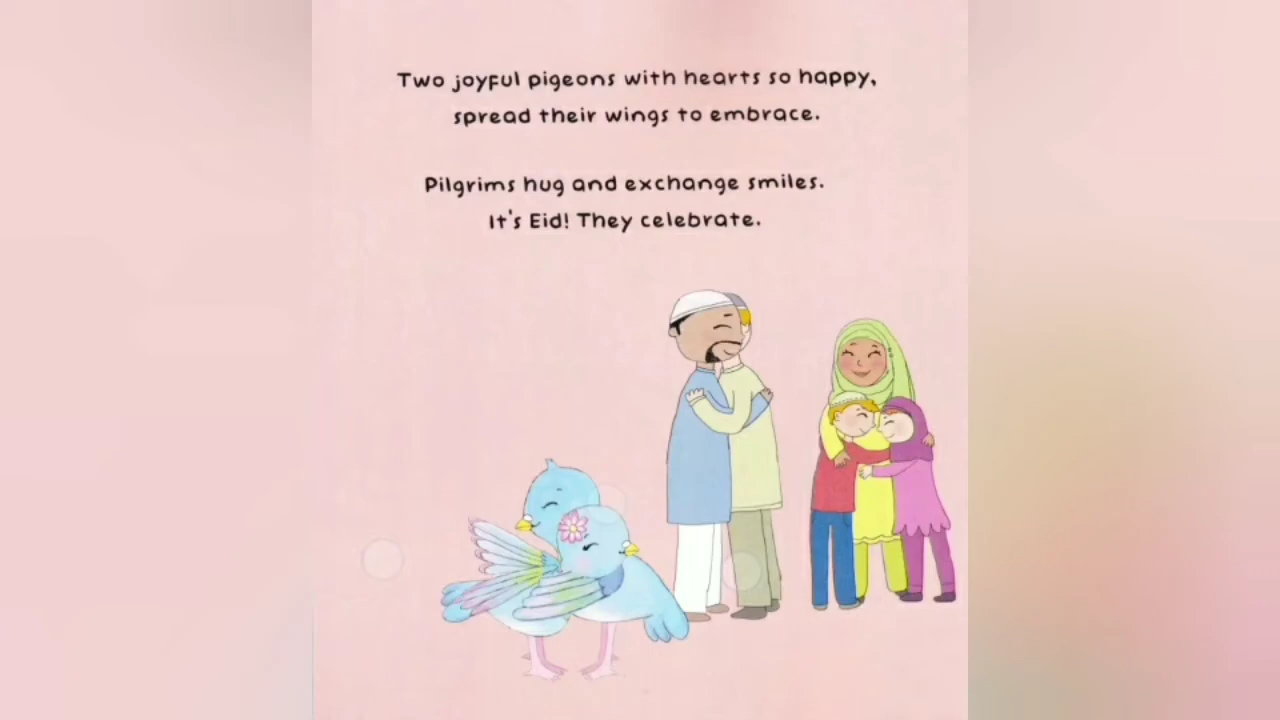 Two joyful pigeons with hearts so happy,
spread their wings to embrace.
Pilgrims hug and exchange smiles.
It's Eid! They celebrate.